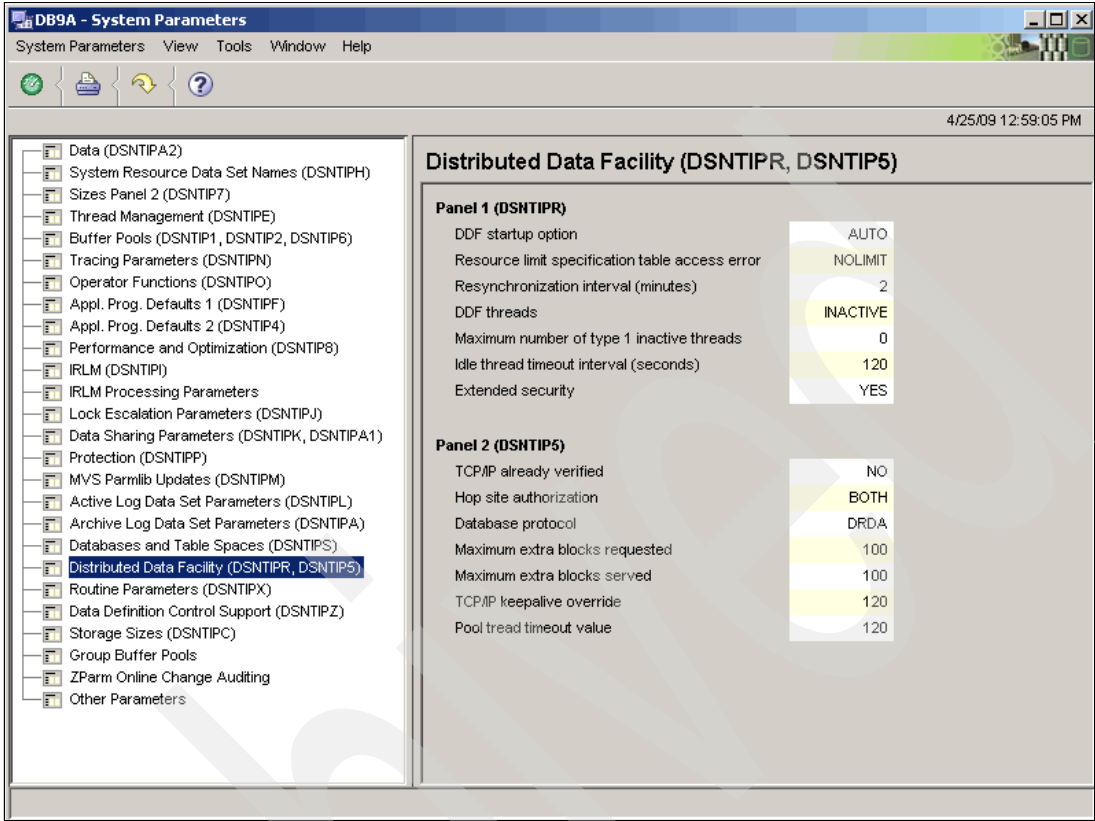 DB9A - System Parameters
System Parameters View Tools Window Help
4/25/09 12:59:05 PM
Data (DSNTIPA2)
System Resource Data Set Names (DSNTIPH)
Sizes Panel 2 (DSNTIP7)
Thread Management (DSNTIPE)
Buffer Pools (DSNTIP1, DSNTIP2, DSNTIP6)
Tracing Parameters (DSNTIPN)
Operator Functions (DSNTIPO)
Appl. Prog. Defaults 1 (DSNTIPF)
Appl. Prog. Defaults 2 (DSNTIP4)
Performance and Optimization (DSNTIP8)
IRLM (DSNTIPI)
IRLM Processing Parameters
Lock Escalation Parameters (DSNTIPJ)
Data Sharing Parameters (DSNTIPK, DSNTIPA1)
Protection (DSNTIPP)
MVS Parmlib Updates (DSNTIPM)
Active Log Data Set Parameters (DSNTIPL)
Archive Log Data Set Parameters (DSNTIPA)
Databases and Table Spaces (DSNTIPS)
Distributed Data Facility (DSNTIPR, DSNTIP5)
Routine Parameters (DSNTIPX)
Data Definition Control Support (DSNTIPZ)
Storage Sizes (DSNTIPC)
Group Buffer Pools
ZParm Online Change Auditing
Other Parameters
Distributed Data Facility (DSNTIPR, DSNTIP5)
Panel 1 (DSNTIPR)
DDF startup option AUTO
Resource limit specification table access error NOLIMIT
Resynchronization interval (minutes) 2
DDF threads INACTIVE
Maximum number of type 1 inactive threads 0
Idle thread timeout interval (seconds) 120
Extended security YES
Panel 2 (DSNTIP5)
TCP/IP already verified NO
Hop site authorization BOTH
Database protocol DRDA
Maximum extra blocks requested 100
Maximum extra blocks served 100
TCP/IP keepalive override 120
Pool tread timeout value 120